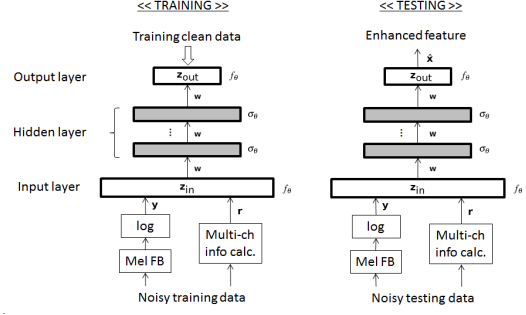 << TRAINING >>
Training clean data
Output layer
z_out
f_θ
w
Hidden layer
σ_θ
⋮
w
σ_θ
w
Input layer
z_in
f_θ
y
r
log
Mel FB
Multi-ch
info calc.
Noisy training data
<< TESTING >>
Enhanced feature
x̂
z_out
f_θ
w
σ_θ
⋮
w
σ_θ
w
z_in
f_θ
y
r
log
Mel FB
Multi-ch
info calc.
Noisy testing data